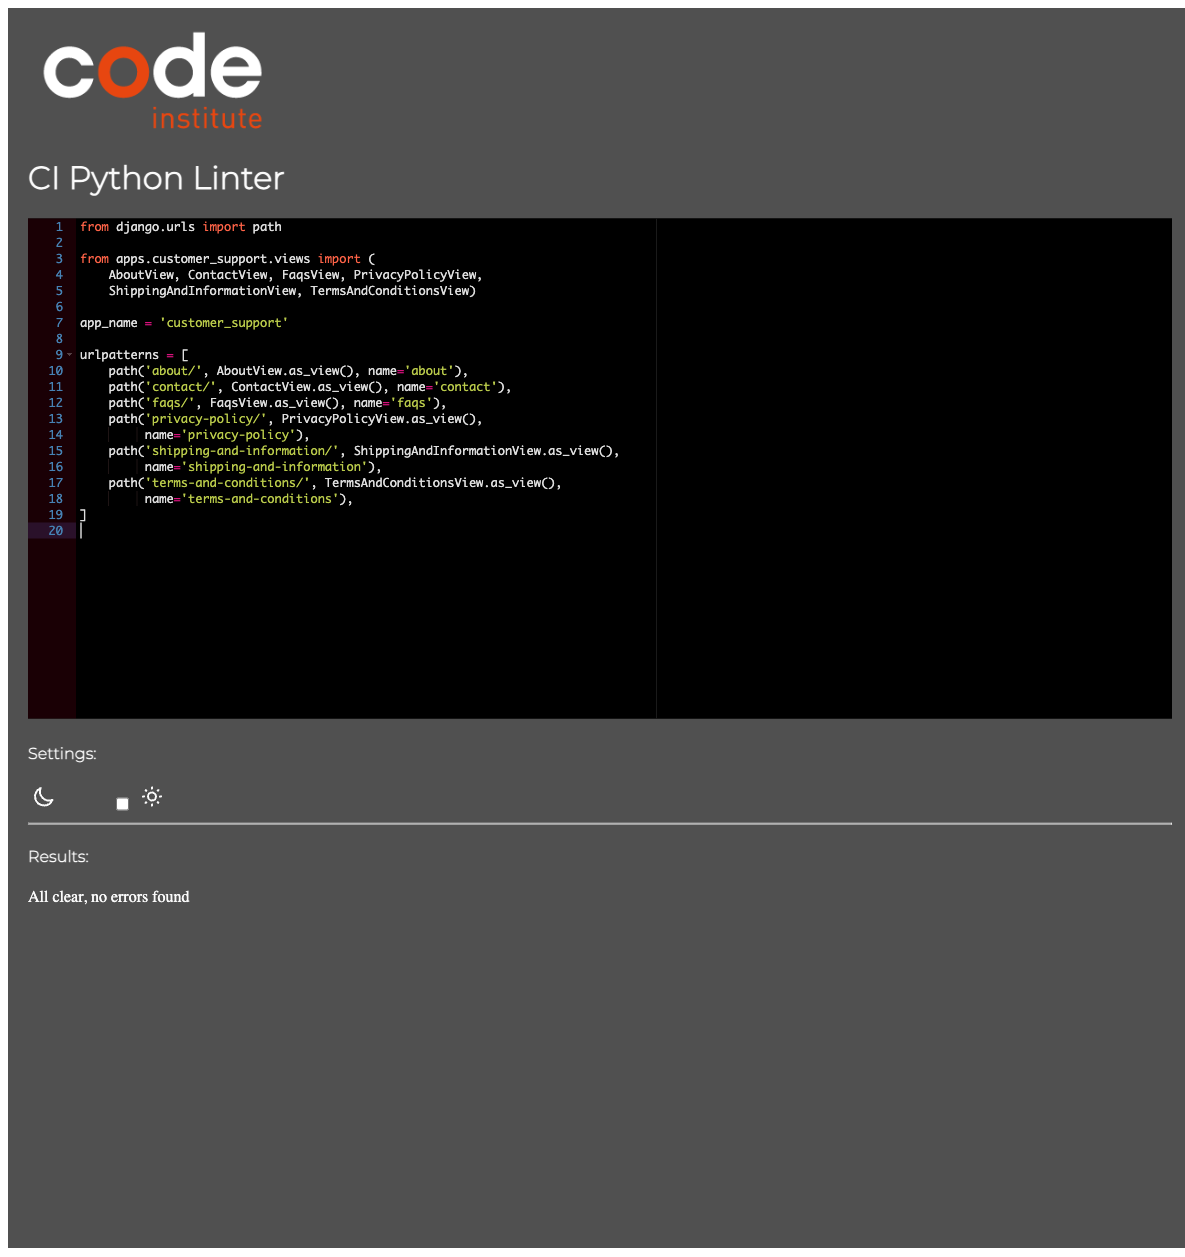 code
institute
CI Python Linter
1 from django.urls import path
2
3 from apps.customer_support.views import (
4     AboutView, ContactView, FaqsView, PrivacyPolicyView,
5     ShippingAndInformationView, TermsAndConditionsView)
6
7 app_name = 'customer_support'
8
9 urlpatterns = [
10     path('about/', AboutView.as_view(), name='about'),
11     path('contact/', ContactView.as_view(), name='contact'),
12     path('faqs/', FaqsView.as_view(), name='faqs'),
13     path('privacy-policy/', PrivacyPolicyView.as_view(),
14          name='privacy-policy'),
15     path('shipping-and-information/', ShippingAndInformationView.as_view(),
16          name='shipping-and-information'),
17     path('terms-and-conditions/', TermsAndConditionsView.as_view(),
18          name='terms-and-conditions'),
19 ]
20
Settings:
Results:
All clear, no errors found